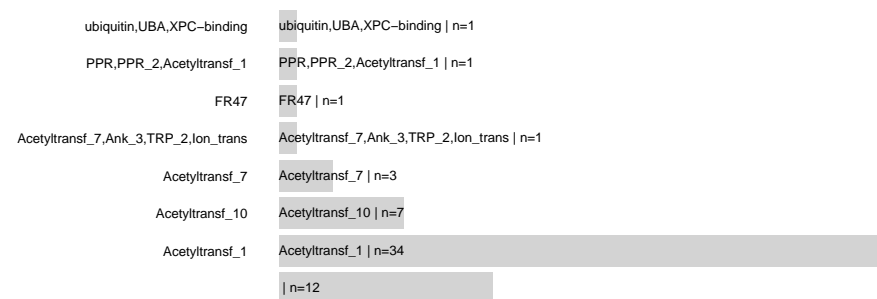 ubiquitin,UBA,XPC−binding ubiquitin,UBA,XPC−binding | n=1
PPR,PPR_2,Acetyltransf_1 PPR,PPR_2,Acetyltransf_1 | n=1
FR47 FR47 | n=1
Acetyltransf_7,Ank_3,TRP_2,Ion_trans Acetyltransf_7,Ank_3,TRP_2,Ion_trans | n=1
Acetyltransf_7 Acetyltransf_7 | n=3
Acetyltransf_10 Acetyltransf_10 | n=7
Acetyltransf_1 Acetyltransf_1 | n=34
| n=12